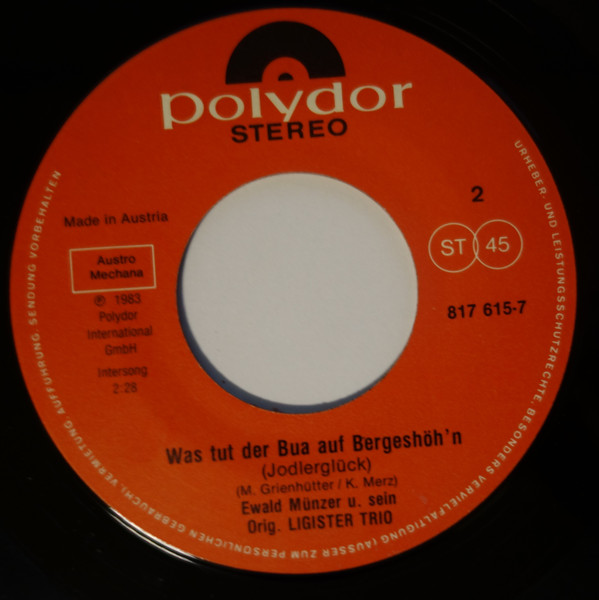 polydor
STEREO
Made in Austria
2
Austro
Mechana
ST 45
℗ 1983
Polydor
International
GmbH
817 615-7
Intersong
2:28
Was tut der Bua auf Bergeshöh'n
(Jodlerglück)
(M. Grienhütter / K. Merz)
Ewald Münzer u. sein
Orig. LIGISTER TRIO
URHEBER- UND LEISTUNGSSCHUTZRECHTE, BESONDERS VERVIELFÄLTIGUNG (AUSSER ZUM PERSÖNLICHEN GEBRAUCH), VERMIETUNG, AUFFÜHRUNG, SENDUNG VORBEHALTEN